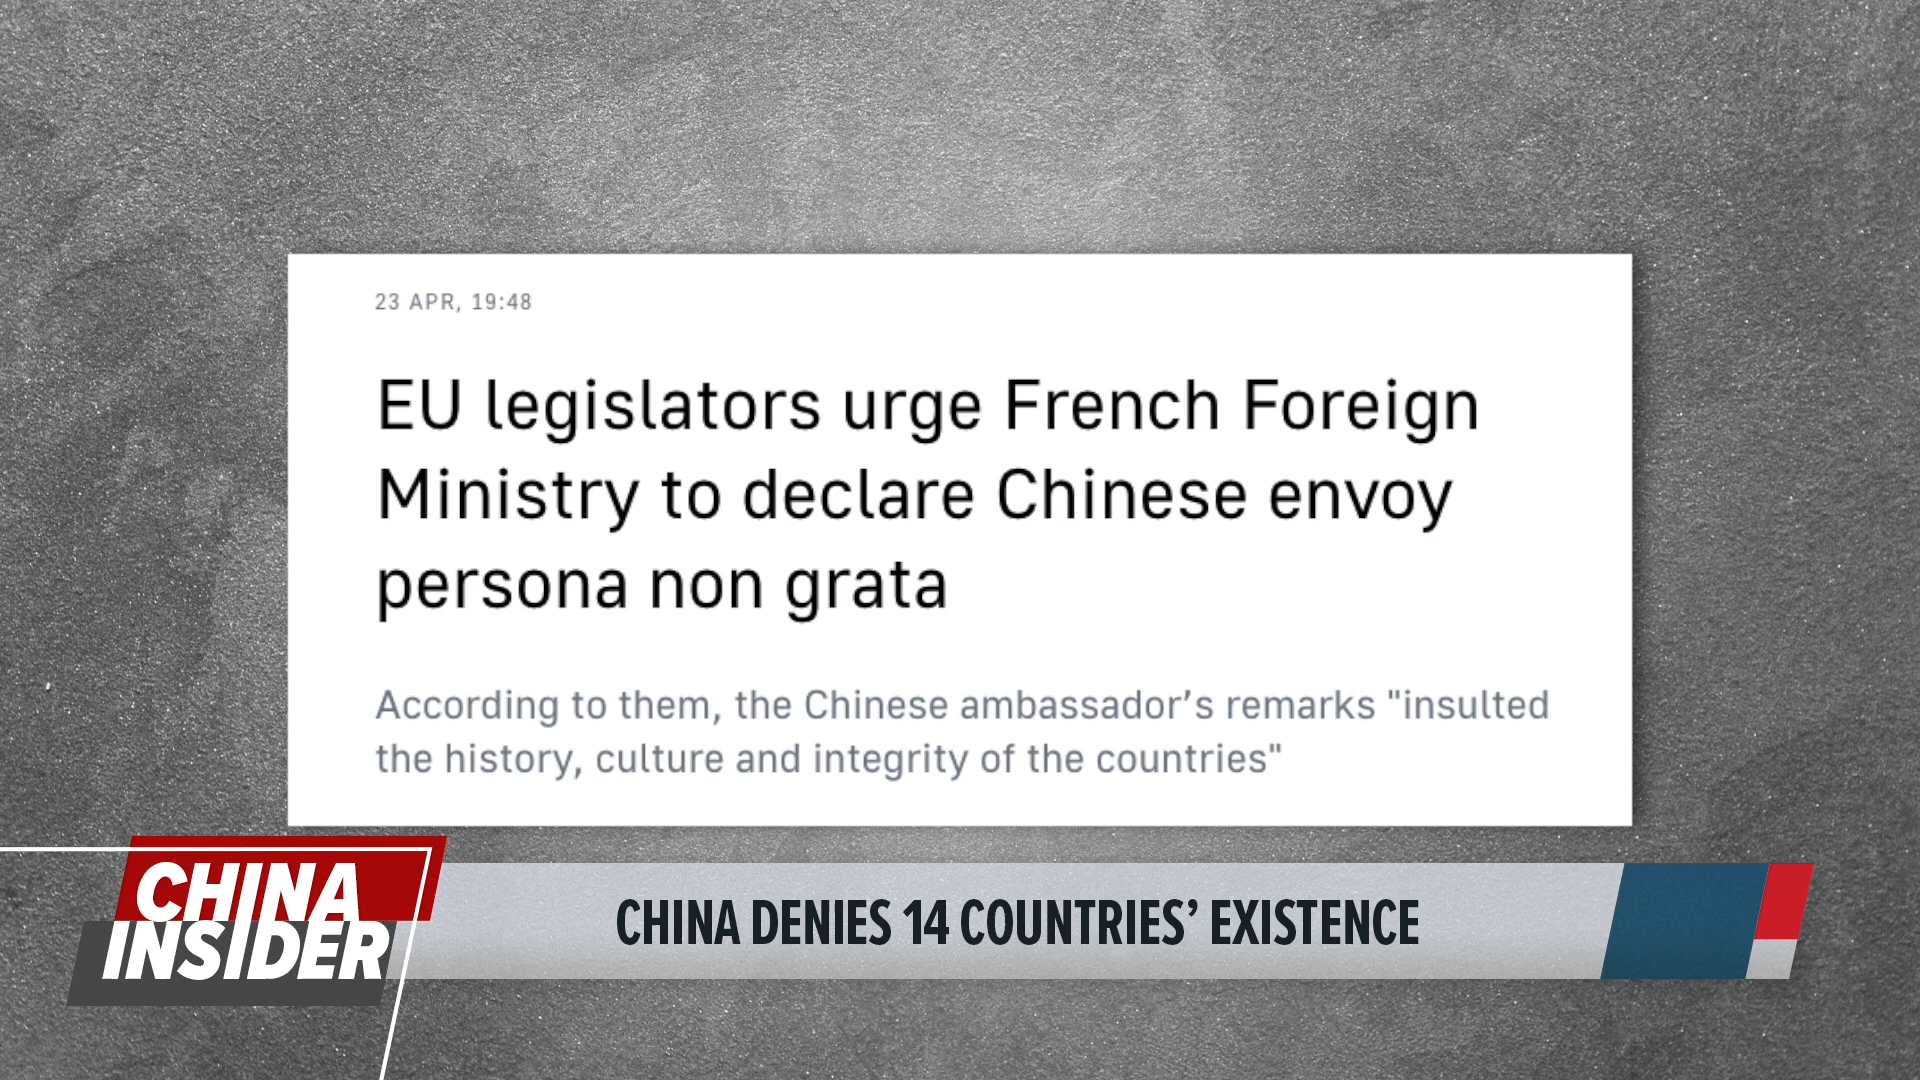 23 APR, 19:48
EU legislators urge French Foreign
Ministry to declare Chinese envoy
persona non grata
According to them, the Chinese ambassador’s remarks "insulted
the history, culture and integrity of the countries"
CHINA
INSIDER
CHINA DENIES 14 COUNTRIES’ EXISTENCE